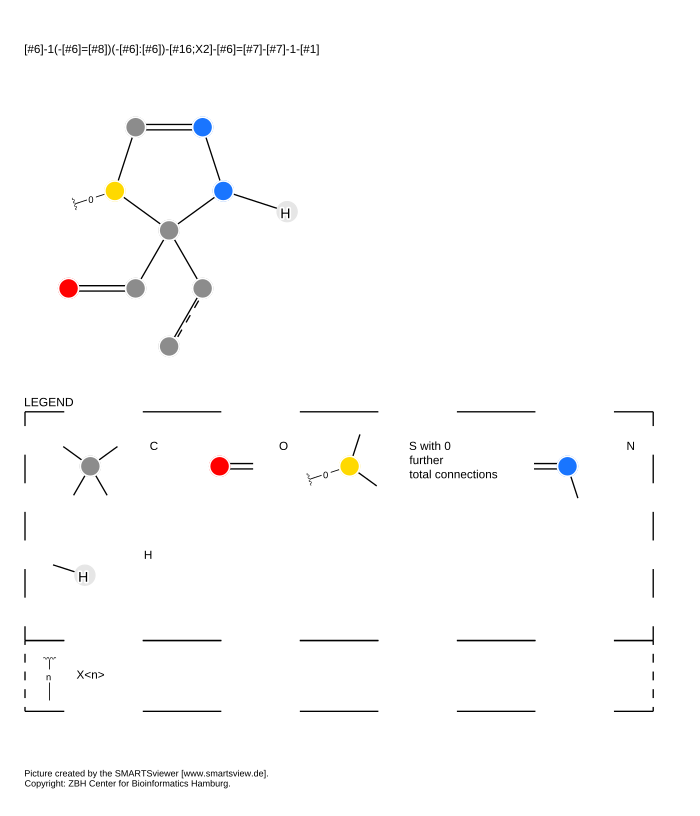 [#6]-1(-[#6]=[#8])(-[#6]:[#6])-[#16;X2]-[#6]=[#7]-[#7]-1-[#1]
0
H
LEGEND
C
O
0
S with 0
further
total connections
N
H
H
n
X<n>
Picture created by the SMARTSviewer [www.smartsview.de].
Copyright: ZBH Center for Bioinformatics Hamburg.